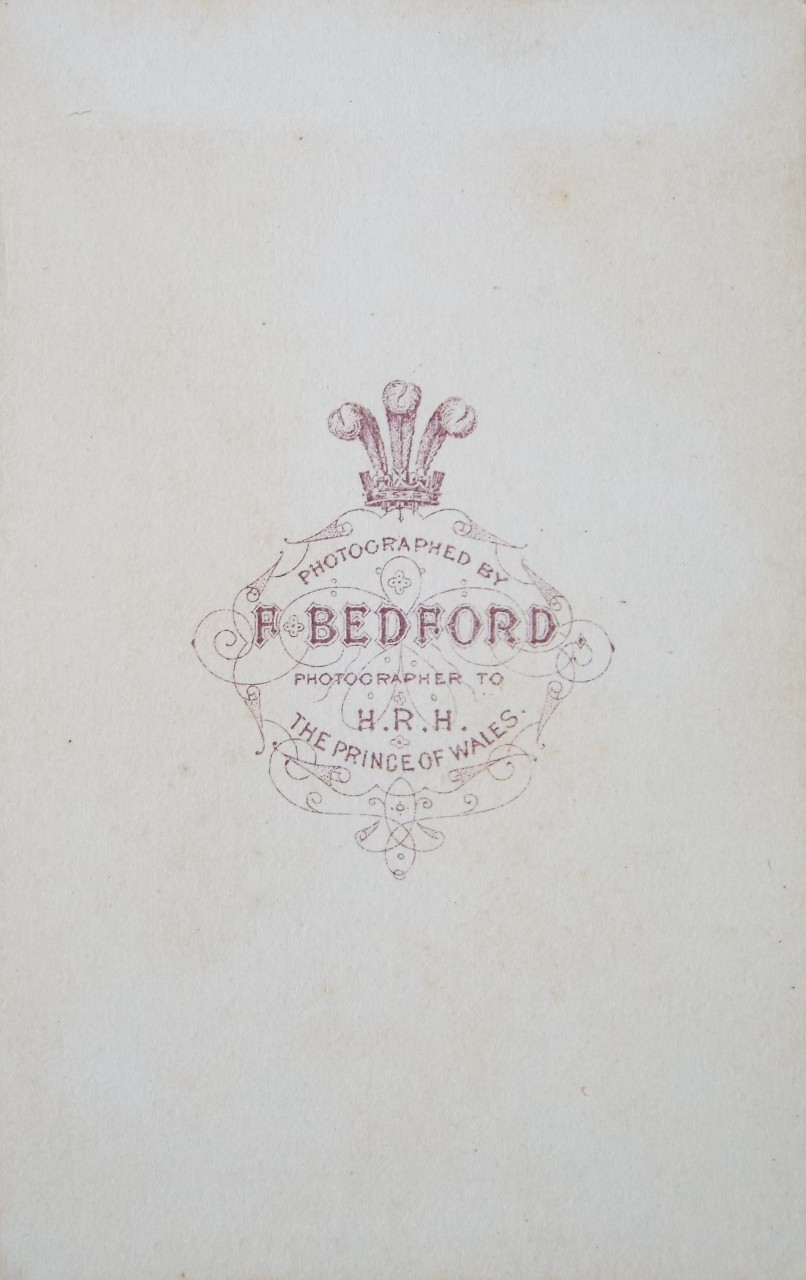 PHOTOGRAPHED BY
F. BEDFORD,
PHOTOGRAPHER TO
H.R.H.
THE PRINCE OF WALES.